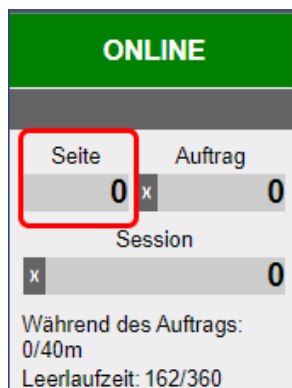 ONLINE
Seite Auftrag
0 x 0
Session
x 0
Während des Auftrags:
0/40m
Leerlaufzeit: 162/360